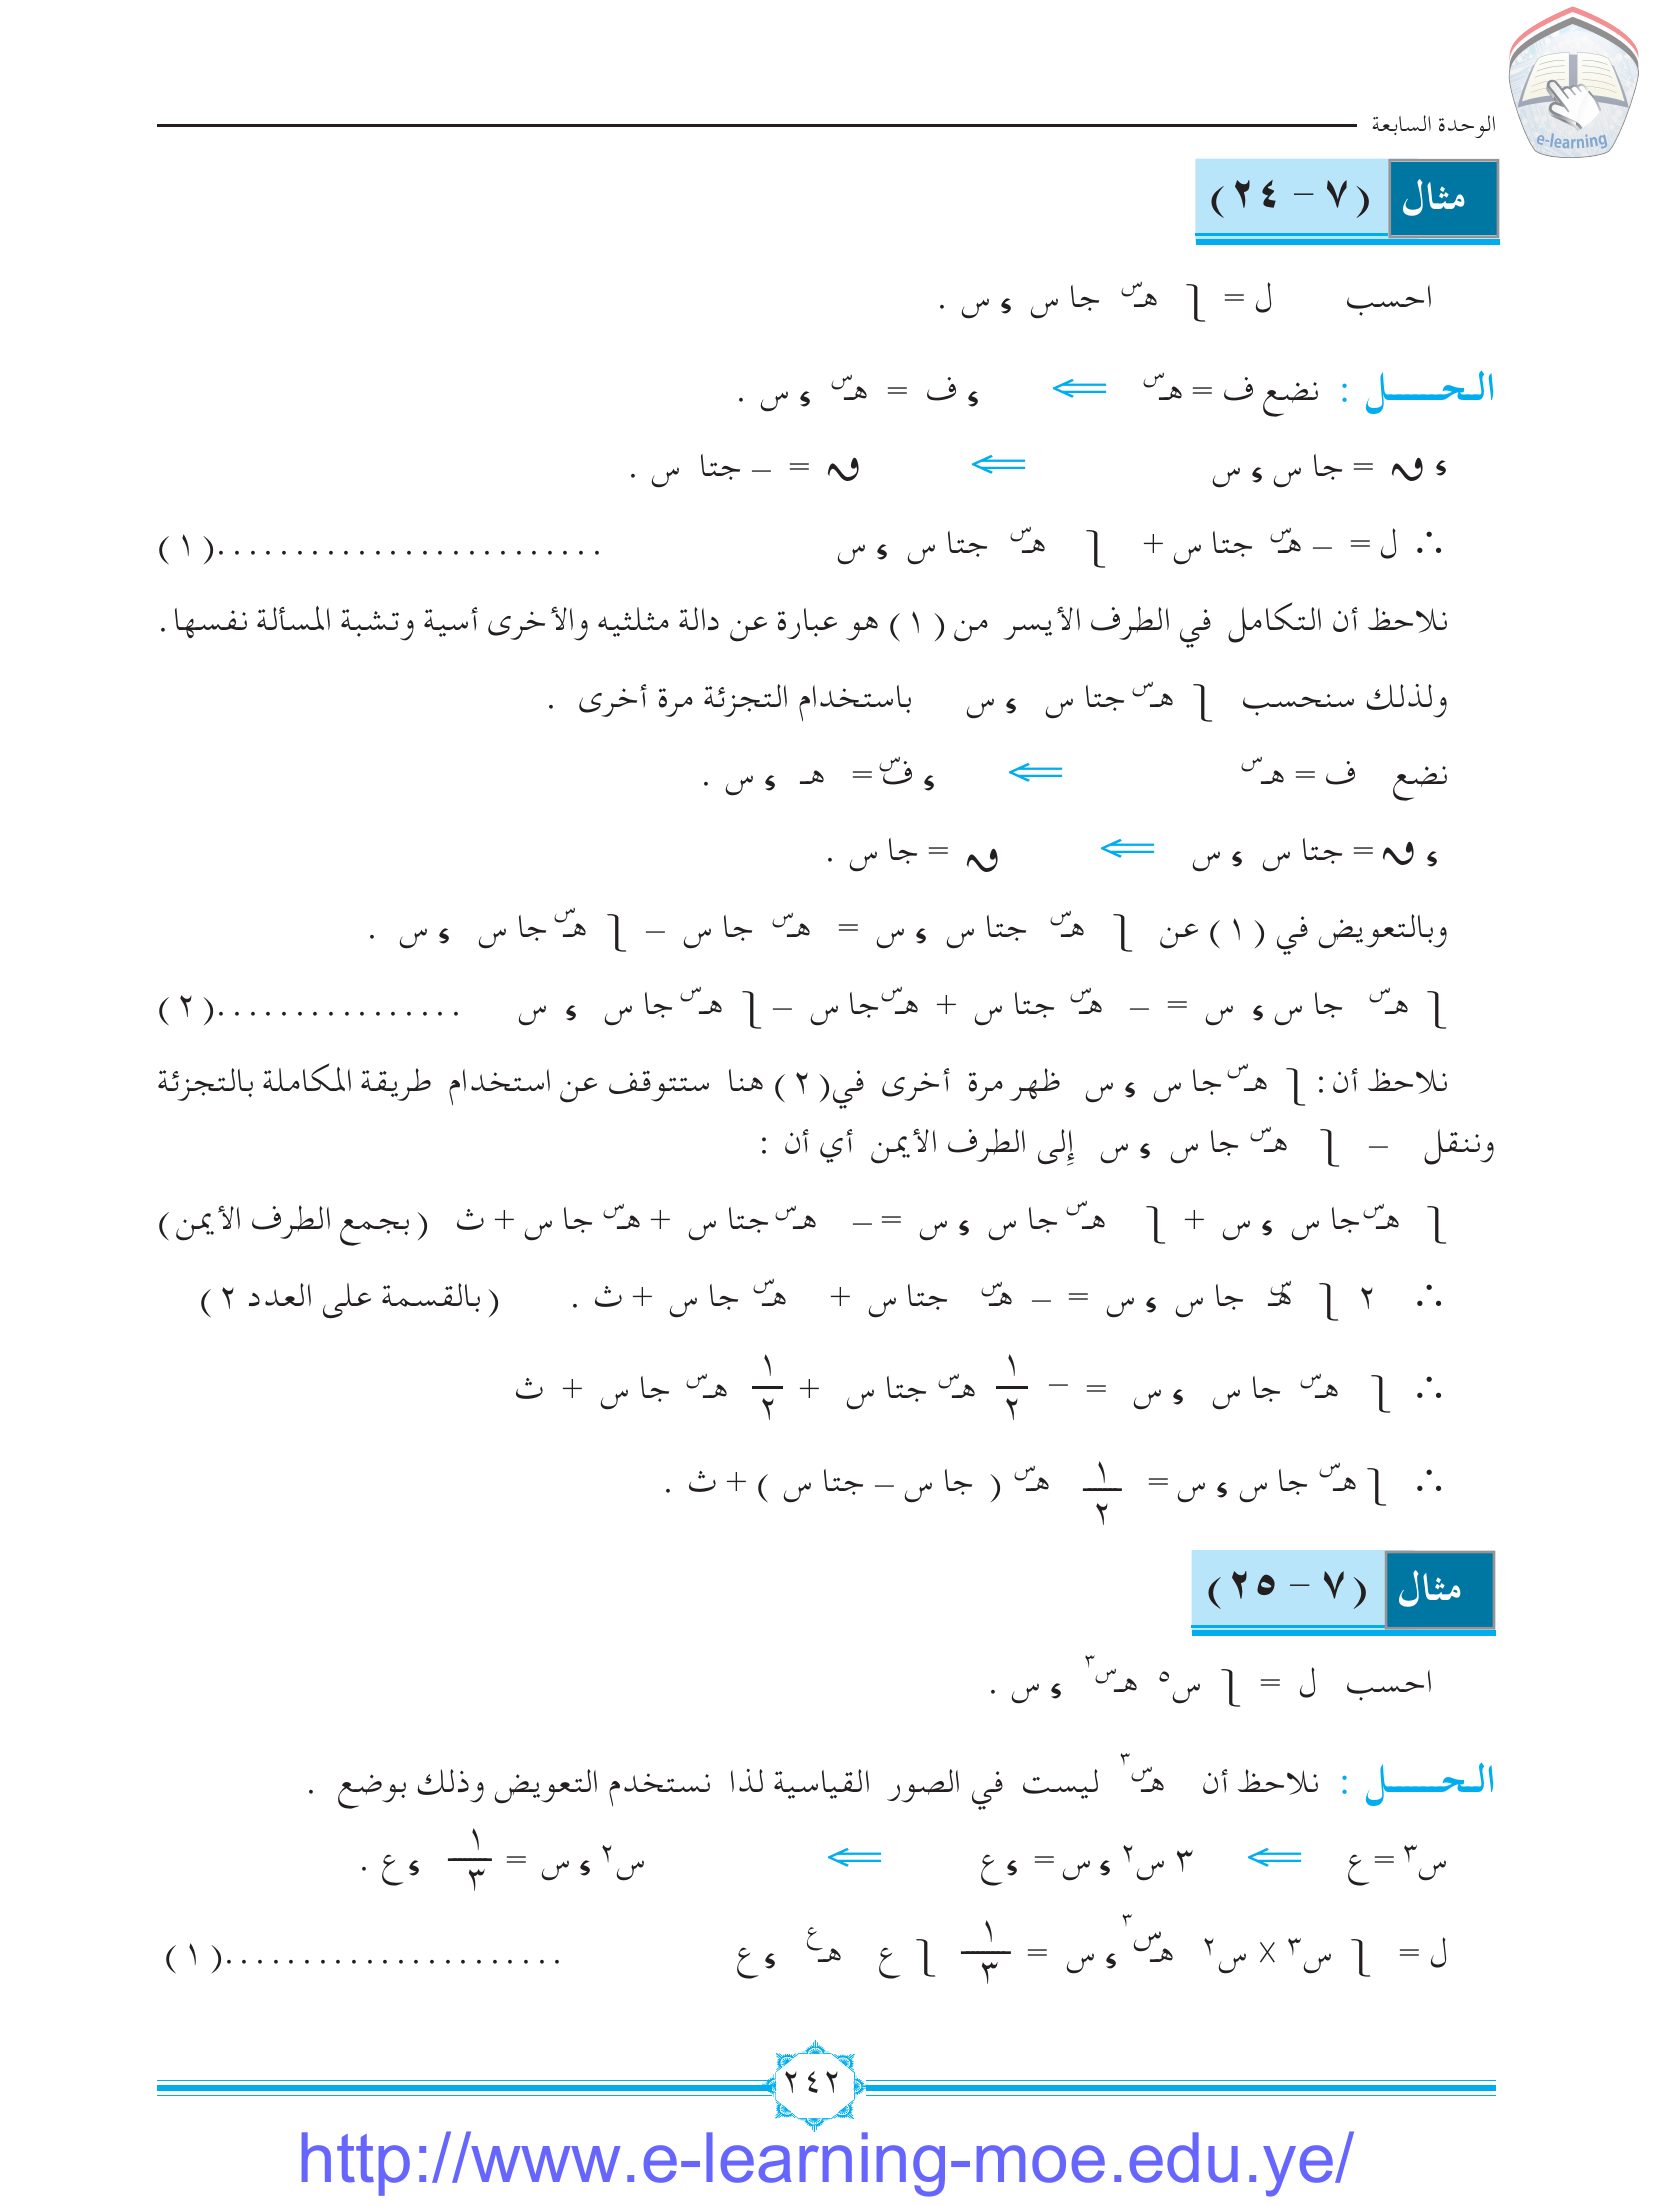 e-learning
الوحدة السابعة
مثال (٧ – ٢٤)
احسب ل = ∫ هـ^س جا س ء س .
الـحـــــل : نضع ف = هـ^س ⇐ ء ف = هـ^س ء س .
ء ق = جا س ء س ⇐ ق = – جتا س .
∴ ل = – هـ^س جتا س + ∫ هـ^س جتا س ء س .........................(١)
نلاحظ أن التكامل في الطرف الأيسر من (١) هو عبارة عن دالة مثلثيه والأخرى أسية وتشبة المسألة نفسها .
ولذلك سنحسب ∫ هـ^س جتا س ء س باستخدام التجزئة مرة أخرى .
نضع ف = هـ^س ⇐ ء ف^س = هـ ء س .
ء ق = جتا س ء س ⇐ ق = جا س .
وبالتعويض في (١) عن ∫ هـ^س جتا س ء س = هـ^س جا س – ∫ هـ^س جا س ء س .
∫ هـ^س جا س ء س = – هـ^س جتا س + هـ^س جا س – ∫ هـ^س جا س ء س ................(٢)
نلاحظ أن : ∫ هـ^س جا س ء س ظهر مرة أخرى في (٢) هنا ستتوقف عن استخدام طريقة المكاملة بالتجزئة
وننقل – ∫ هـ^س جا س ء س إلى الطرف الأيمن أي أن :
∫ هـ^س جا س ء س + ∫ هـ^س جا س ء س = – هـ^س جتا س + هـ^س جا س + ث (بجمع الطرف الأيمن)
∴ ٢ ∫ هـ^س جا س ء س = – هـ^س جتا س + هـ^س جا س + ث . (بالقسمة على العدد ٢)
∴ ∫ هـ^س جا س ء س = – ١/٢ هـ^س جتا س + ١/٢ هـ^س جا س + ث
∴ ∫ هـ^س جا س ء س = ١/٢ هـ^س ( جا س – جتا س ) + ث .
مثال (٧ – ٢٥)
احسب ل = ∫ س^٥ هـ^س^٣ ء س .
الـحـــــل : نلاحظ أن هـ^س^٣ ليست في الصور القياسية لذا نستخدم التعويض وذلك بوضع .
س^٣ = ع ⇐ ٣ س^٢ ء س = ء ع ⇐ س^٢ ء س = ١/٣ ء ع .
ل = ∫ س^٣ × س^٢ هـ^س^٣ ء س = ١/٣ ∫ ع هـ^ع ء ع ......................(١)
٢٤٢
http://www.e-learning-moe.edu.ye/